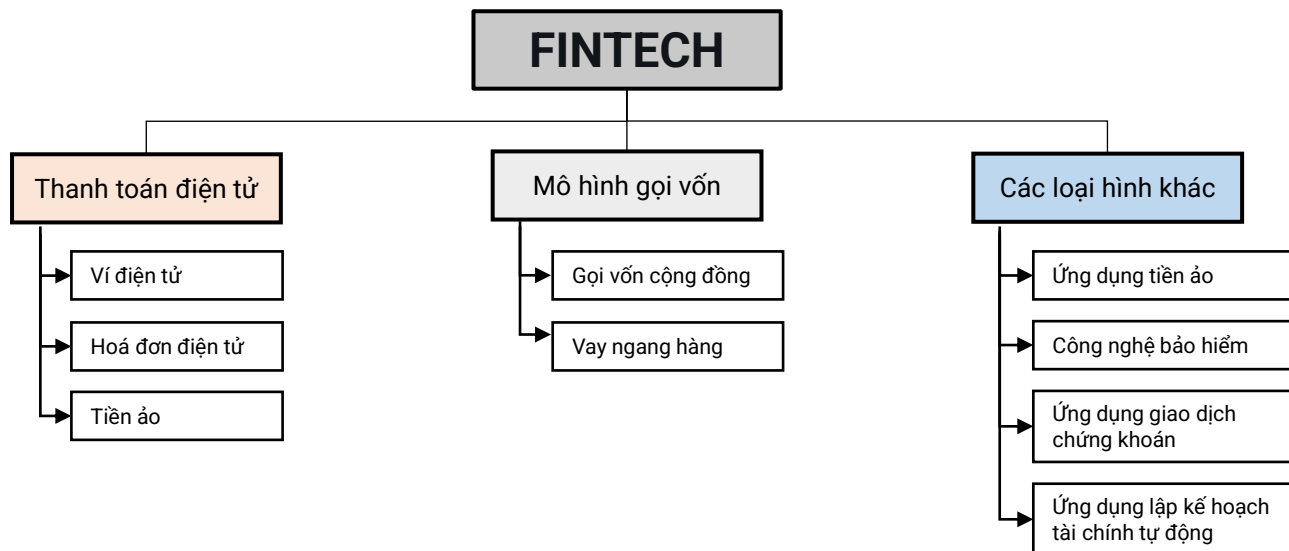 FINTECH
Thanh toán điện tử
Ví điện tử
Hoá đơn điện tử
Tiền ảo
Mô hình gọi vốn
Gọi vốn cộng đồng
Vay ngang hàng
Các loại hình khác
Ứng dụng tiền ảo
Công nghệ bảo hiểm
Ứng dụng giao dịch
chứng khoán
Ứng dụng lập kế hoạch
tài chính tự động